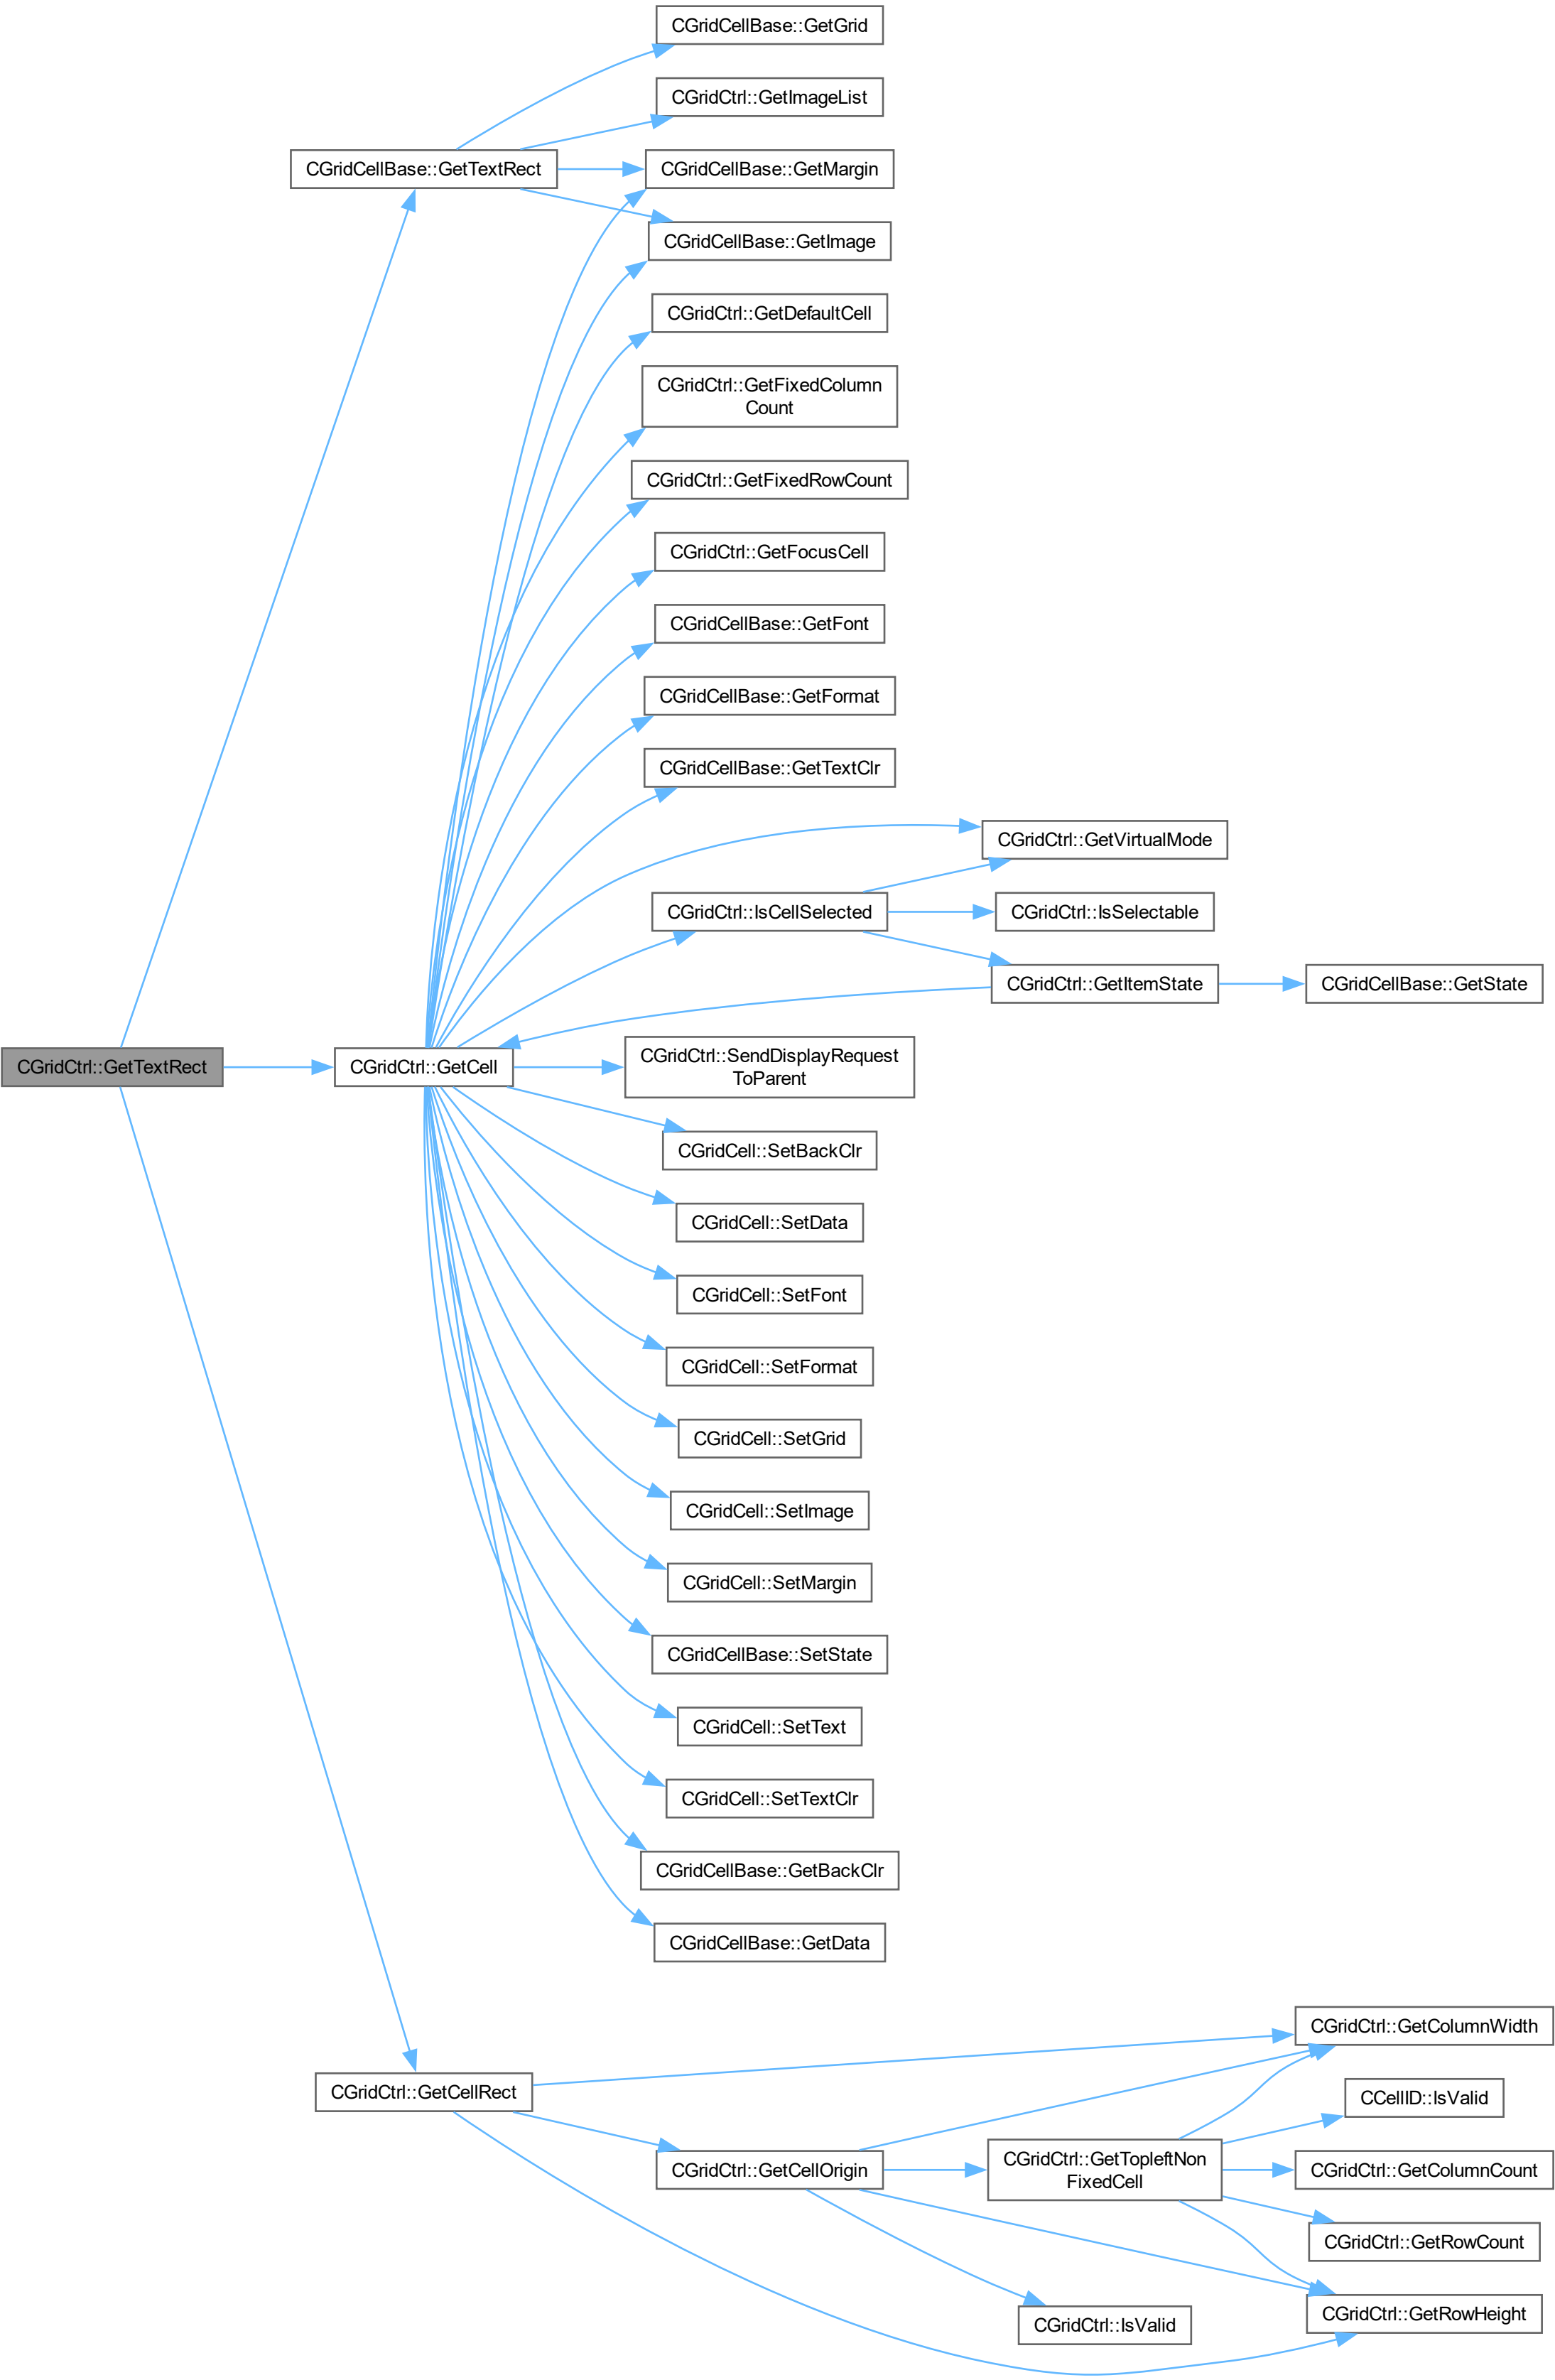 CGridCellBase::GetGrid
CGridCtrl::GetImageList
CGridCellBase::GetTextRect
CGridCellBase::GetMargin
CGridCellBase::GetImage
CGridCtrl::GetDefaultCell
CGridCtrl::GetFixedColumn
Count
CGridCtrl::GetFixedRowCount
CGridCtrl::GetFocusCell
CGridCellBase::GetFont
CGridCellBase::GetFormat
CGridCellBase::GetTextClr
CGridCtrl::GetVirtualMode
CGridCtrl::IsCellSelected
CGridCtrl::IsSelectable
CGridCtrl::GetItemState
CGridCellBase::GetState
CGridCtrl::GetTextRect
CGridCtrl::GetCell
CGridCtrl::SendDisplayRequest
ToParent
CGridCell::SetBackClr
CGridCell::SetData
CGridCell::SetFont
CGridCell::SetFormat
CGridCell::SetGrid
CGridCell::SetImage
CGridCell::SetMargin
CGridCellBase::SetState
CGridCell::SetText
CGridCell::SetTextClr
CGridCellBase::GetBackClr
CGridCellBase::GetData
CGridCtrl::GetColumnWidth
CGridCtrl::GetCellRect
CCellID::IsValid
CGridCtrl::GetCellOrigin
CGridCtrl::GetTopleftNon
FixedCell
CGridCtrl::GetColumnCount
CGridCtrl::GetRowCount
CGridCtrl::GetRowHeight
CGridCtrl::IsValid